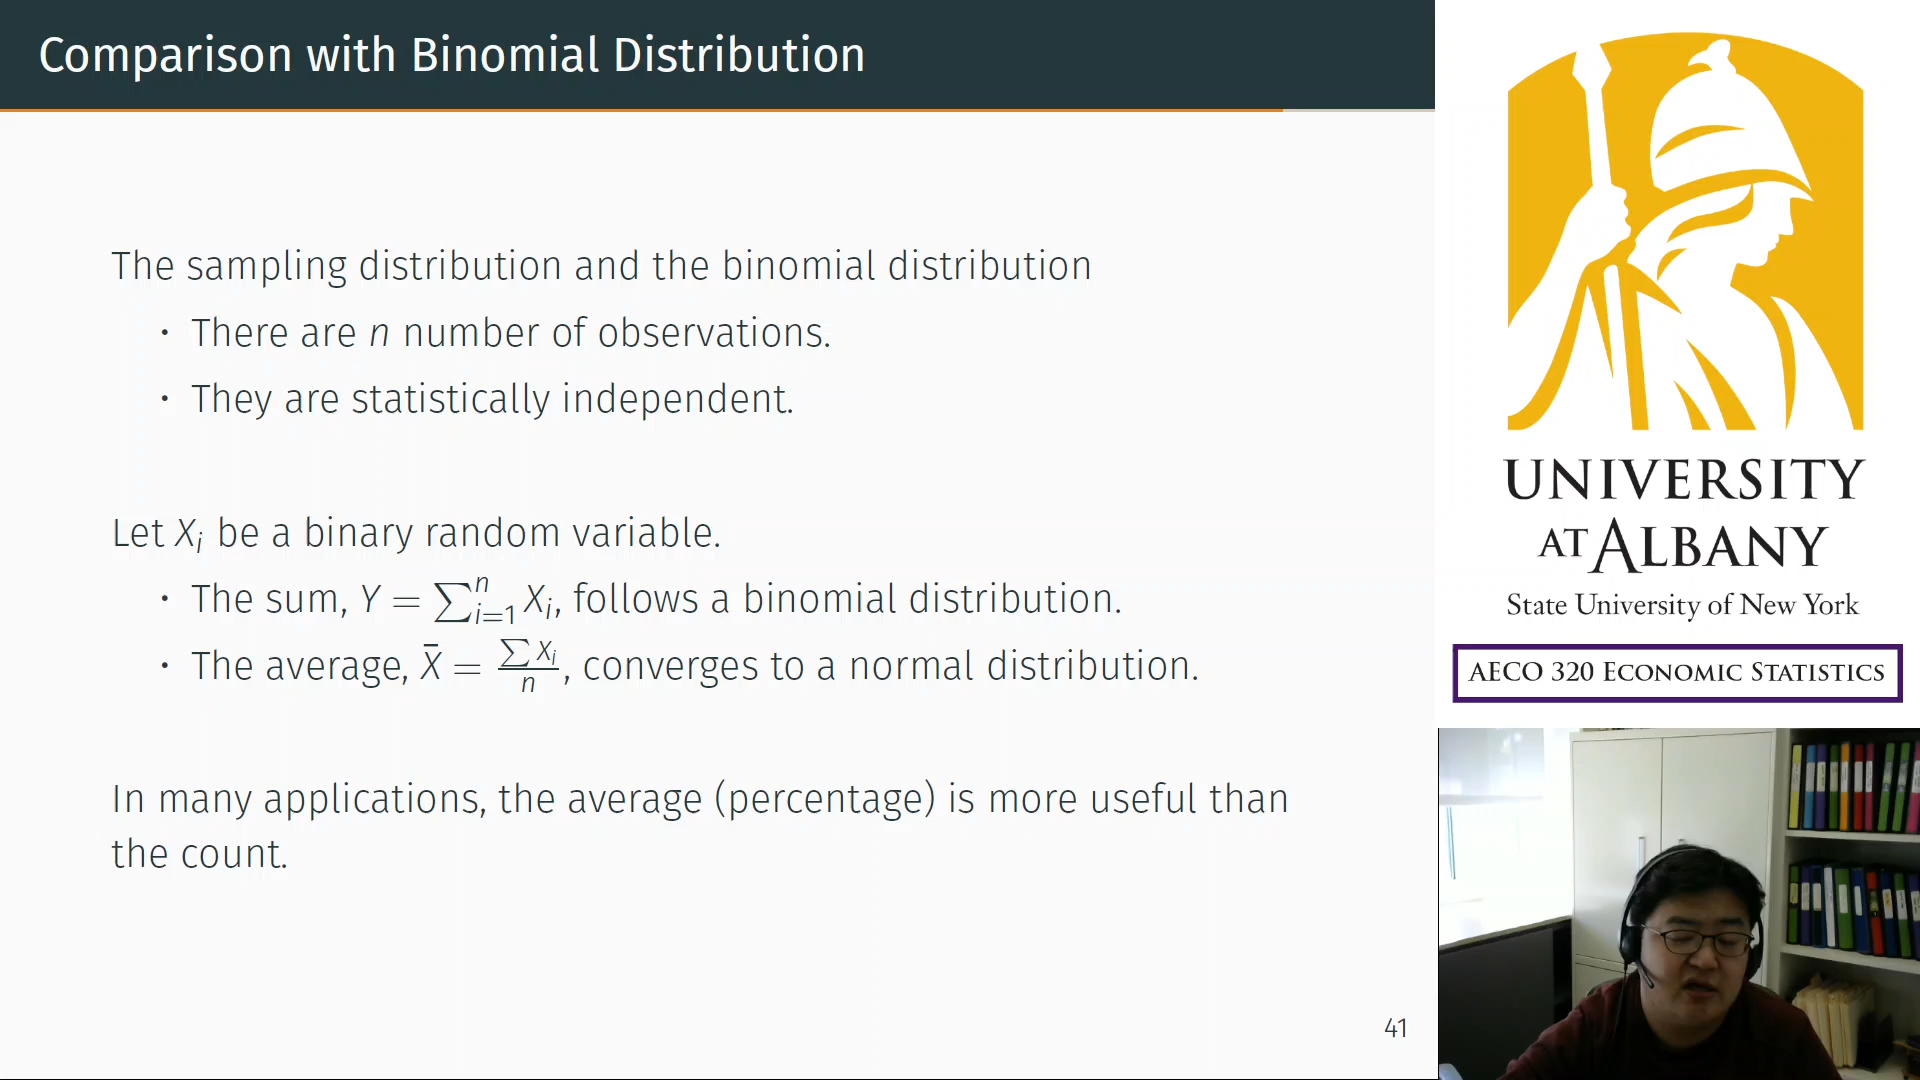 Comparison with Binomial Distribution
The sampling distribution and the binomial distribution
• There are n number of observations.
• They are statistically independent.
Let X_i be a binary random variable.
• The sum, Y = ∑_{i=1}^{n} X_i, follows a binomial distribution.
• The average, X̄ = \frac{∑ X_i}{n}, converges to a normal distribution.
In many applications, the average (percentage) is more useful than
the count.
41
UNIVERSITY
AT ALBANY
State University of New York
AECO 320 ECONOMIC STATISTICS